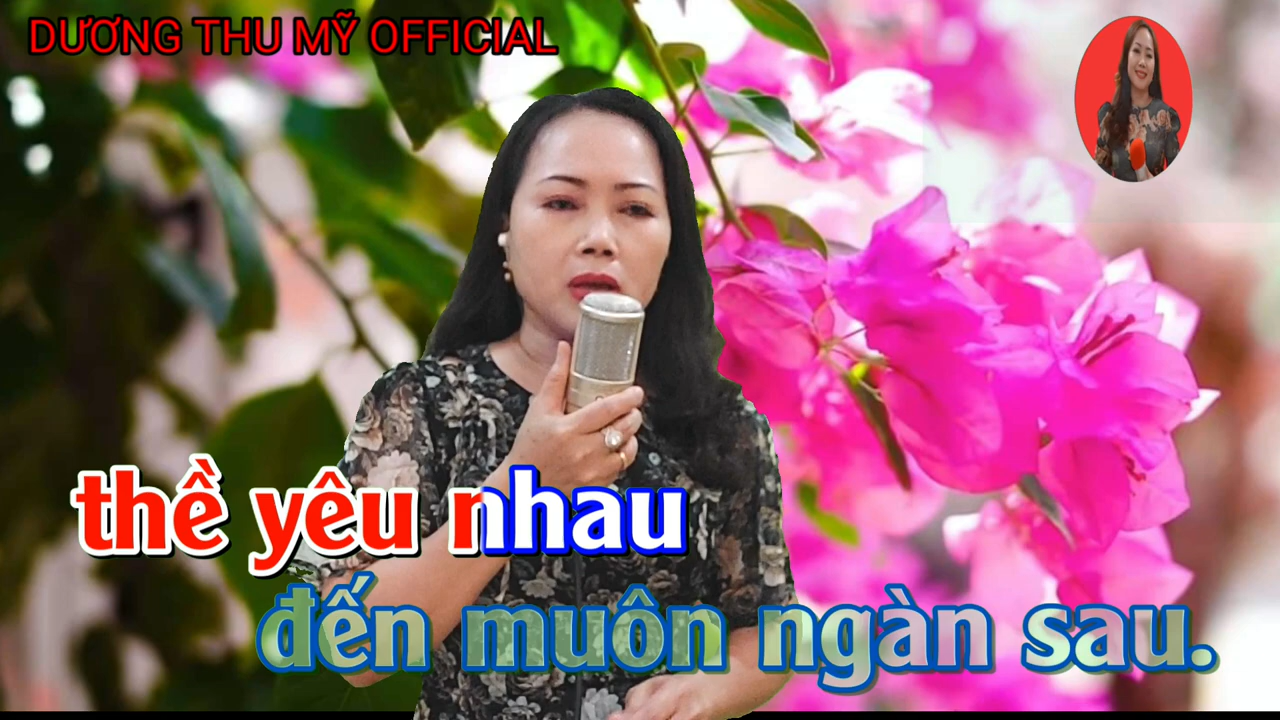 DƯƠNG THU MỸ OFFICIAL
thề yêu nhau
đến muôn ngàn sau.